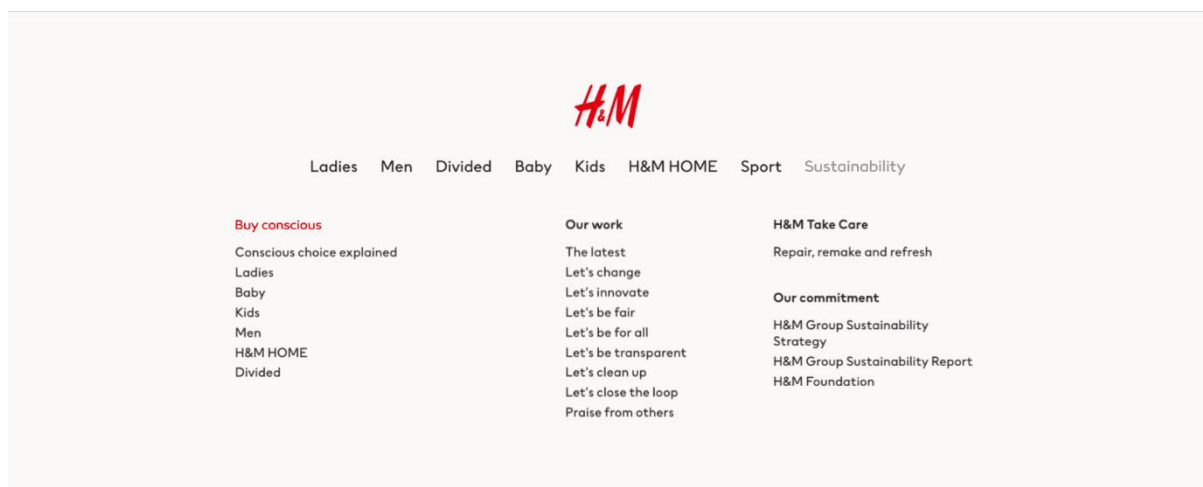 H&M
Ladies Men Divided Baby Kids H&M HOME Sport Sustainability
Buy conscious
Conscious choice explained
Ladies
Baby
Kids
Men
H&M HOME
Divided
Our work
The latest
Let's change
Let's innovate
Let's be fair
Let's be for all
Let's be transparent
Let's clean up
Let's close the loop
Praise from others
H&M Take Care
Repair, remake and refresh
Our commitment
H&M Group Sustainability
Strategy
H&M Group Sustainability Report
H&M Foundation